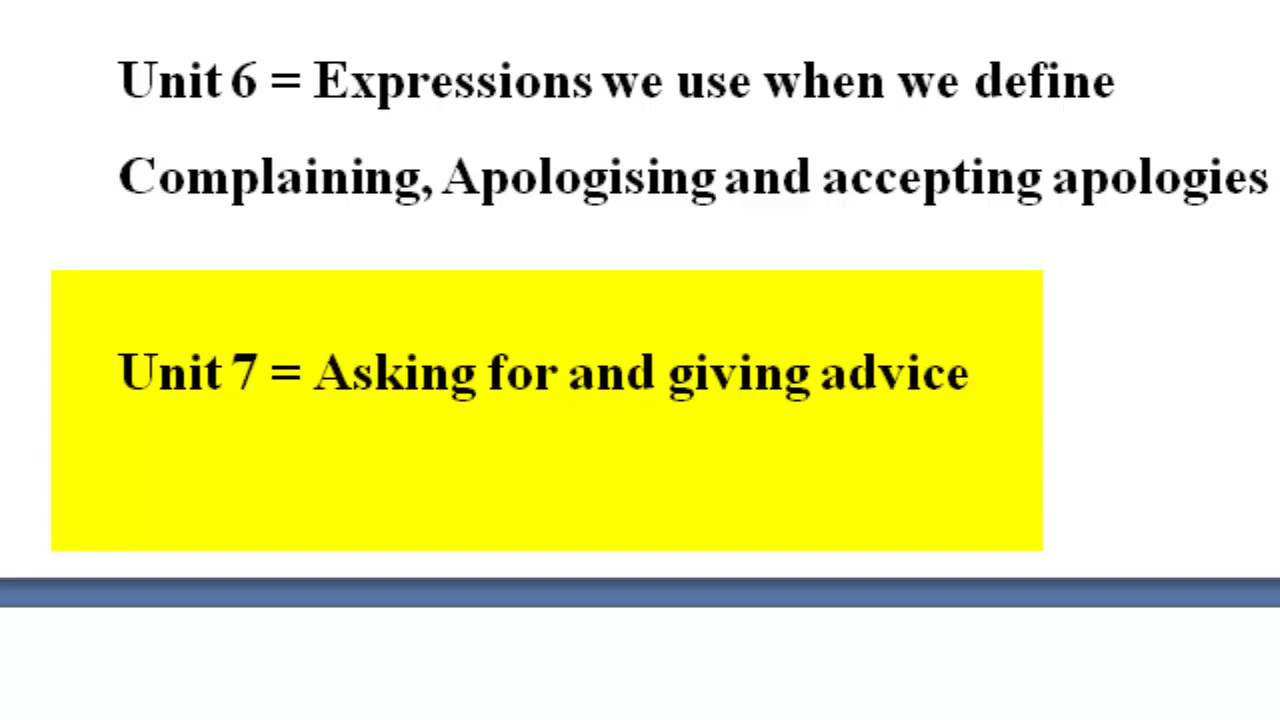 Unit 6 = Expressions we use when we define
Complaining, Apologising and accepting apologies
Unit 7 = Asking for and giving advice